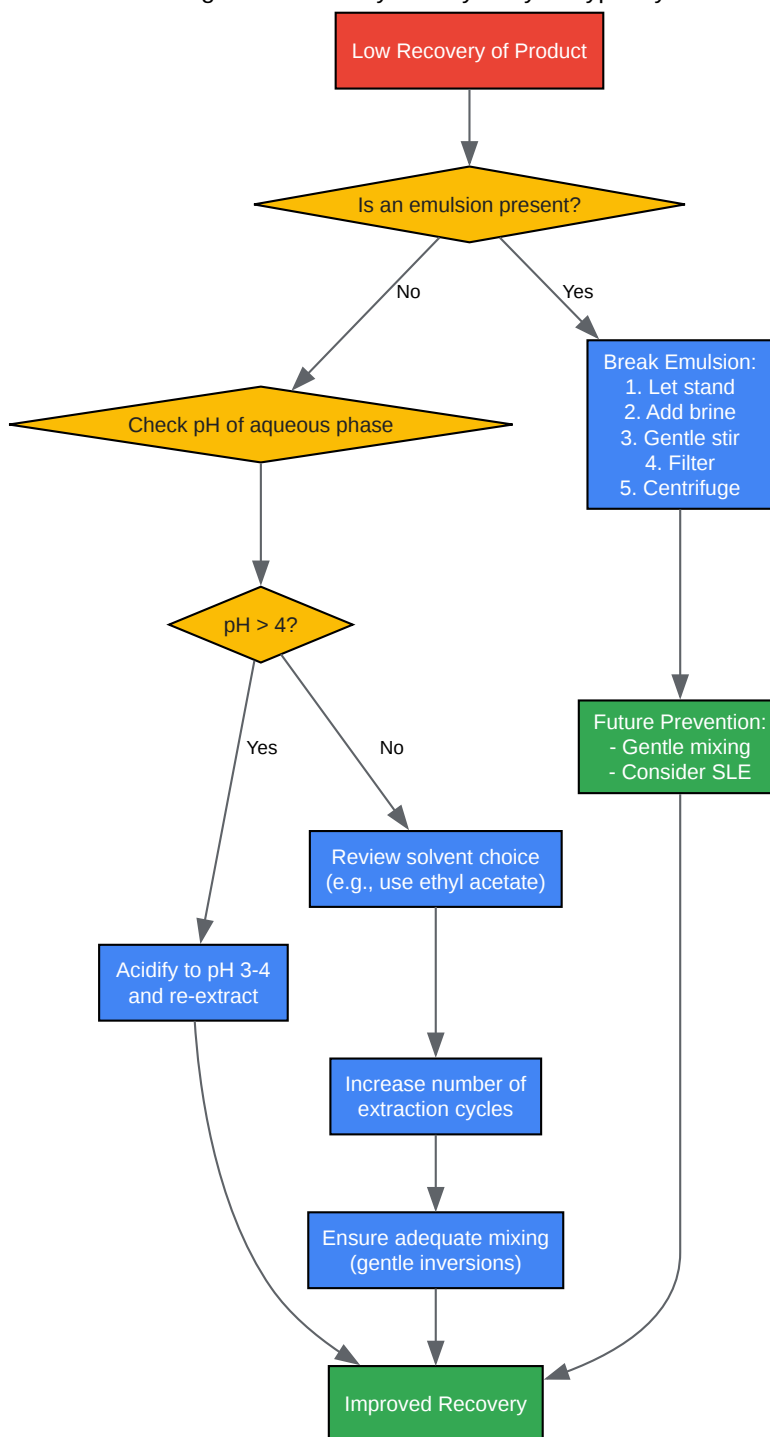 Low Recovery of Product
Is an emulsion present?
No
Yes
Break Emulsion:
1. Let stand
2. Add brine
3. Gentle stir
4. Filter
5. Centrifuge
Check pH of aqueous phase
pH > 4?
Future Prevention:
- Gentle mixing
- Consider SLE
Yes
No
Review solvent choice
(e.g., use ethyl acetate)
Acidify to pH 3-4
and re-extract
Increase number of
extraction cycles
Ensure adequate mixing
(gentle inversions)
Improved Recovery